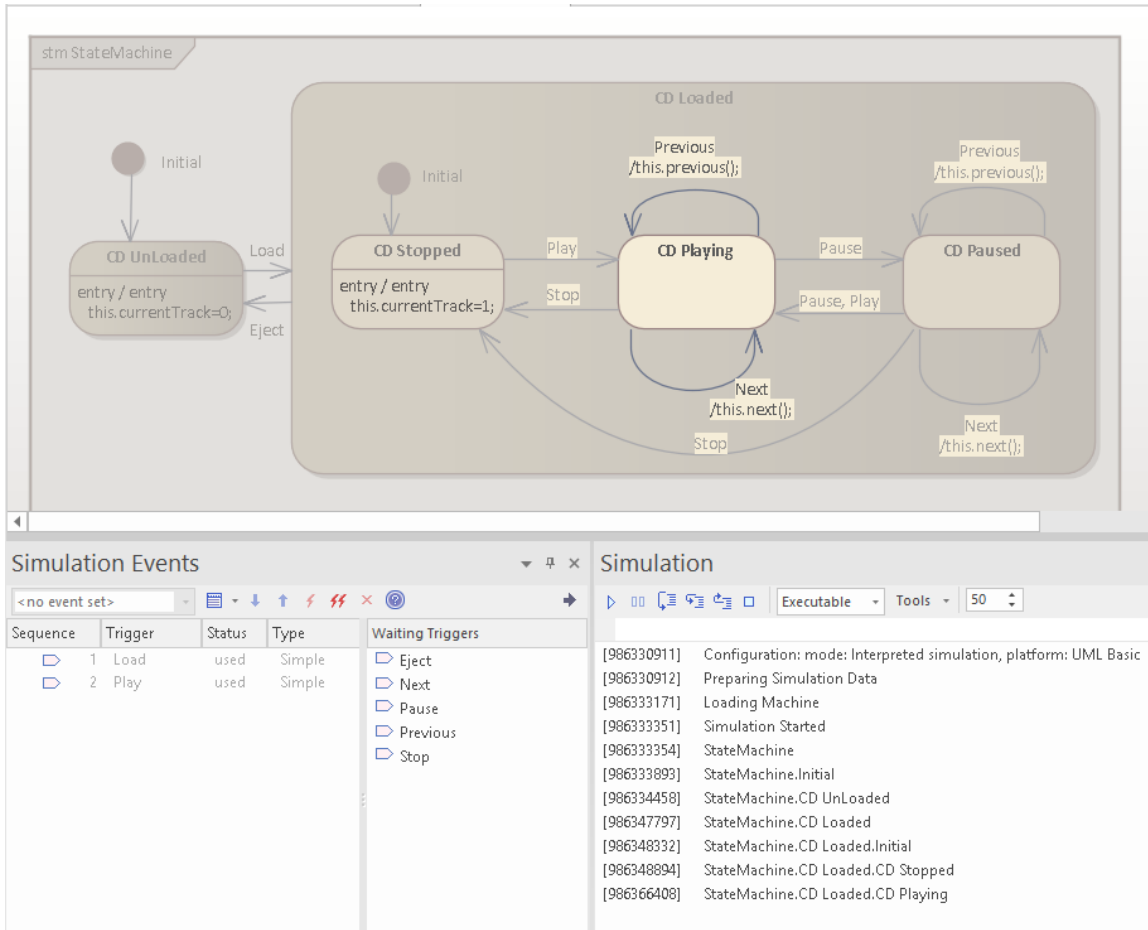 stm StateMachine
CD Loaded
Initial
Initial
Previous
/this.previous();
Previous
/this.previous();
CD UnLoaded
entry / entry
this.currentTrack=0;
Load
Eject
CD Stopped
entry / entry
this.currentTrack=1;
Play
Stop
CD Playing
Pause
Pause, Play
CD Paused
Next
/this.next();
Stop
Next
/this.next();
Simulation Events
<no event set>
Sequence Trigger Status Type
1 Load used Simple
2 Play used Simple
Waiting Triggers
Eject
Next
Pause
Previous
Stop
Simulation
Executable Tools 50
[986330911] Configuration: mode: Interpreted simulation, platform: UML Basic
[986330912] Preparing Simulation Data
[986333171] Loading Machine
[986333351] Simulation Started
[986333354] StateMachine
[986333893] StateMachine.Initial
[986334458] StateMachine.CD UnLoaded
[986347797] StateMachine.CD Loaded
[986348332] StateMachine.CD Loaded.Initial
[986348894] StateMachine.CD Loaded.CD Stopped
[986366408] StateMachine.CD Loaded.CD Playing